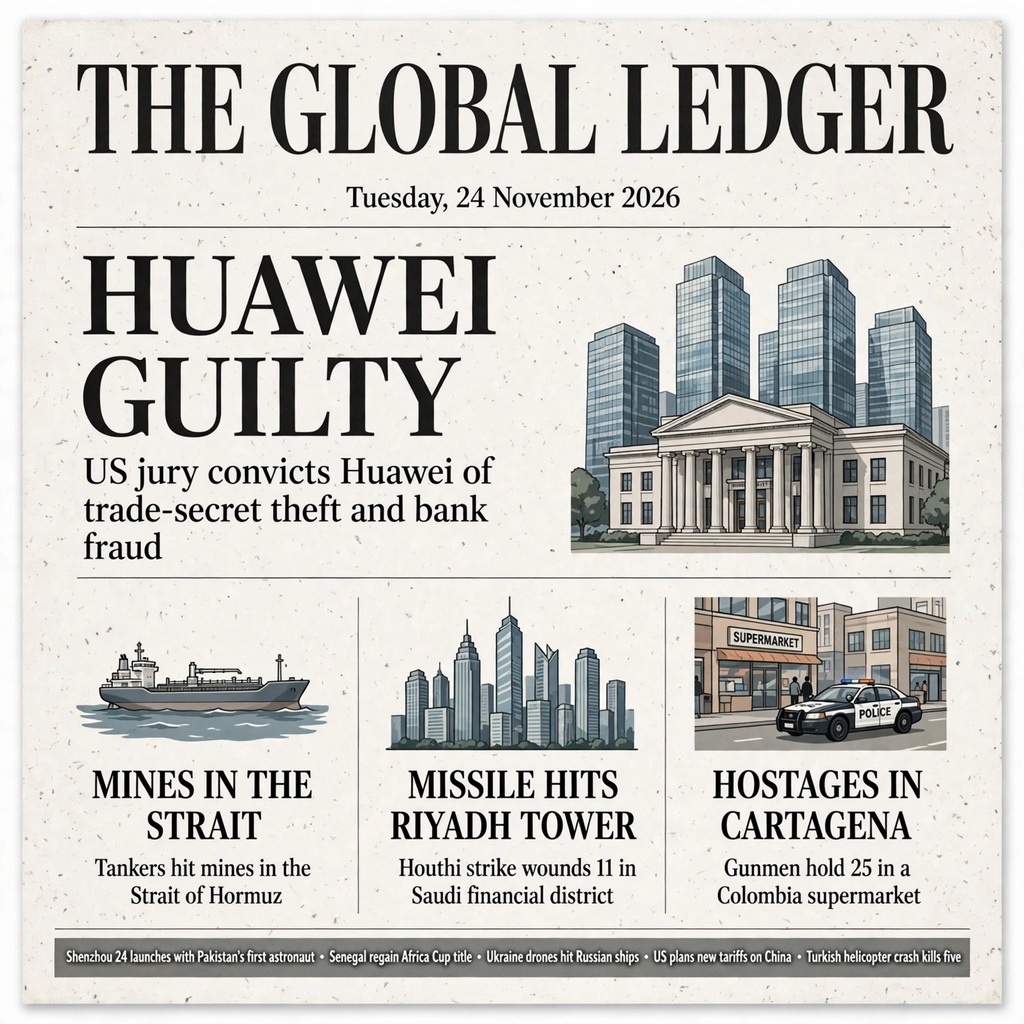 THE GLOBAL LEDGER
Tuesday, 24 November 2026
HUAWEI
GUILTY
US jury convicts Huawei of
trade-secret theft and bank
fraud
SUPERMARKET
POLICE
MINES IN THE
STRAIT
Tankers hit mines in the
Strait of Hormuz
MISSILE HITS
RIYADH TOWER
Houthi strike wounds 11 in
Saudi financial district
HOSTAGES IN
CARTAGENA
Gunmen hold 25 in a
Colombia supermarket
Shenzhou 24 launches with Pakistan's first astronaut • Senegal regain Africa Cup title • Ukraine drones hit Russian ships • US plans new tariffs on China • Turkish helicopter crash kills five